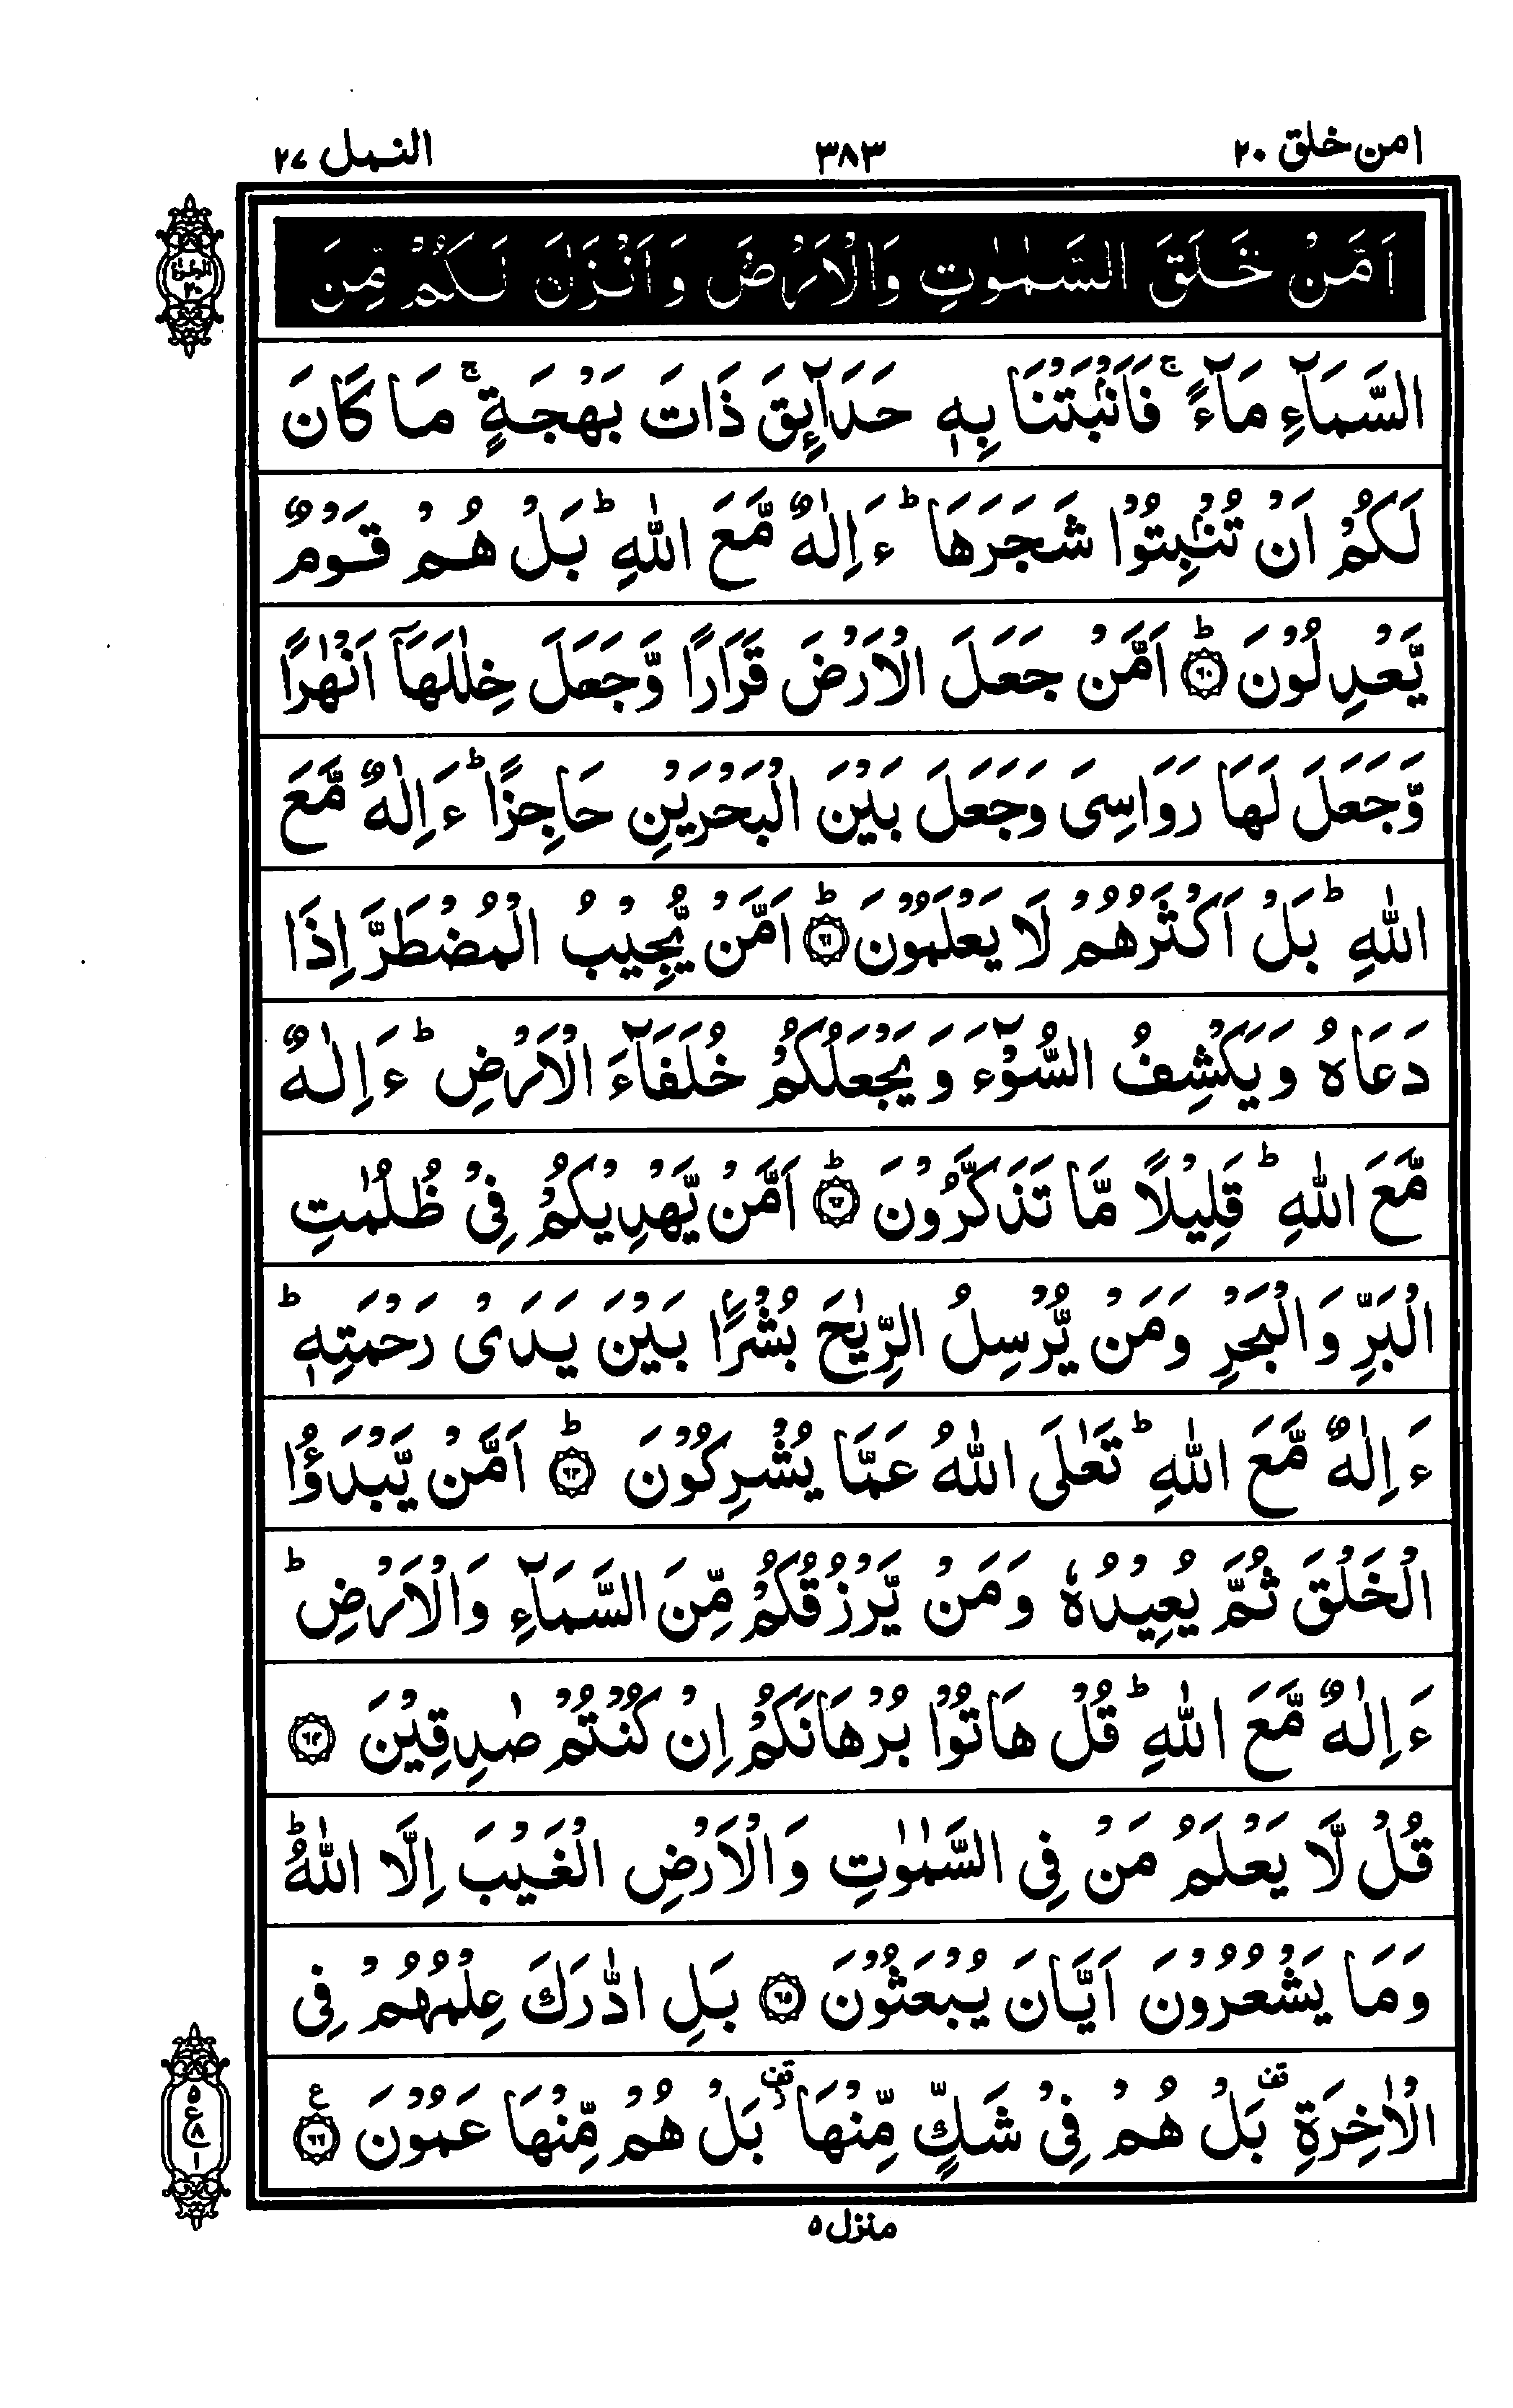 امن خلق ٢٠
٣٨٣
النمل ٢٧
اَمَّنْ خَلَقَ السَّمٰوٰتِ وَالْاَرْضَ وَاَنْزَلَ لَكُمْ مِّنَ
السَّمَآءِ مَآءً ۚ فَاَنْۢبَتْنَا بِهٖ حَدَآئِقَ ذَاتَ بَهْجَةٍ ۚ مَا كَانَ
لَكُمْ اَنْ تُنْۢبِتُوْا شَجَرَهَا ؕ ءَاِلٰهٌ مَّعَ اللّٰهِ ؕ بَلْ هُمْ قَوْمٌ
يَّعْدِلُوْنَ ؕ ﴿٦٠﴾ اَمَّنْ جَعَلَ الْاَرْضَ قَرَارًا وَّجَعَلَ خِلٰلَهَاۤ اَنْهٰرًا
وَّجَعَلَ لَهَا رَوَاسِیَ وَجَعَلَ بَيْنَ الْبَحْرَيْنِ حَاجِزًا ؕ ءَاِلٰهٌ مَّعَ
اللّٰهِ ؕ بَلْ اَكْثَرُهُمْ لَا يَعْلَمُوْنَ ؕ ﴿٦١﴾ اَمَّنْ يُّجِيْبُ الْمُضْطَرَّ اِذَا
دَعَاهُ وَيَكْشِفُ السُّوْٓءَ وَيَجْعَلُكُمْ خُلَفَآءَ الْاَرْضِ ؕ ءَاِلٰهٌ
مَّعَ اللّٰهِ ؕ قَلِيْلًا مَّا تَذَكَّرُوْنَ ؕ ﴿٦٢﴾ اَمَّنْ يَّهْدِيْكُمْ فِیْ ظُلُمٰتِ
الْبَرِّ وَالْبَحْرِ وَمَنْ يُّرْسِلُ الرِّيٰحَ بُشْرًۢا بَيْنَ يَدَیْ رَحْمَتِهٖ ؕ
ءَاِلٰهٌ مَّعَ اللّٰهِ ؕ تَعٰلَی اللّٰهُ عَمَّا يُشْرِكُوْنَ ؕ ﴿٦٣﴾ اَمَّنْ يَّبْدَؤُا
الْخَلْقَ ثُمَّ يُعِيْدُهٗ وَمَنْ يَّرْزُقُكُمْ مِّنَ السَّمَآءِ وَالْاَرْضِ ؕ
ءَاِلٰهٌ مَّعَ اللّٰهِ ؕ قُلْ هَاتُوْا بُرْهَانَكُمْ اِنْ كُنْتُمْ صٰدِقِيْنَ ﴿٦٤﴾
قُلْ لَّا يَعْلَمُ مَنْ فِی السَّمٰوٰتِ وَالْاَرْضِ الْغَيْبَ اِلَّا اللّٰهُ ؕ
وَمَا يَشْعُرُوْنَ اَيَّانَ يُبْعَثُوْنَ ﴿٦٥﴾ بَلِ ادّٰرَكَ عِلْمُهُمْ فِی
الْاٰخِرَةِ ۫ بَلْ هُمْ فِیْ شَكٍّ مِّنْهَا ۫ بَلْ هُمْ مِّنْهَا عَمُوْنَ ع ﴿٦٦﴾
٥
ع ٨
١
منزل ٥